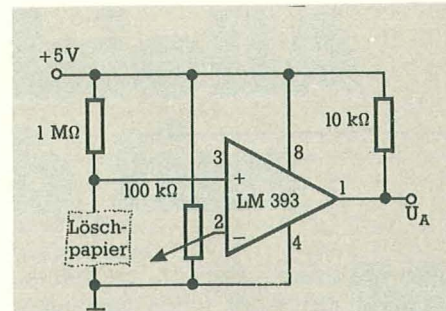 +5V
1 MΩ
10 kΩ
3
8
100 kΩ
+
1
LM 393
Lösch-
papier
2
−
4
U_A